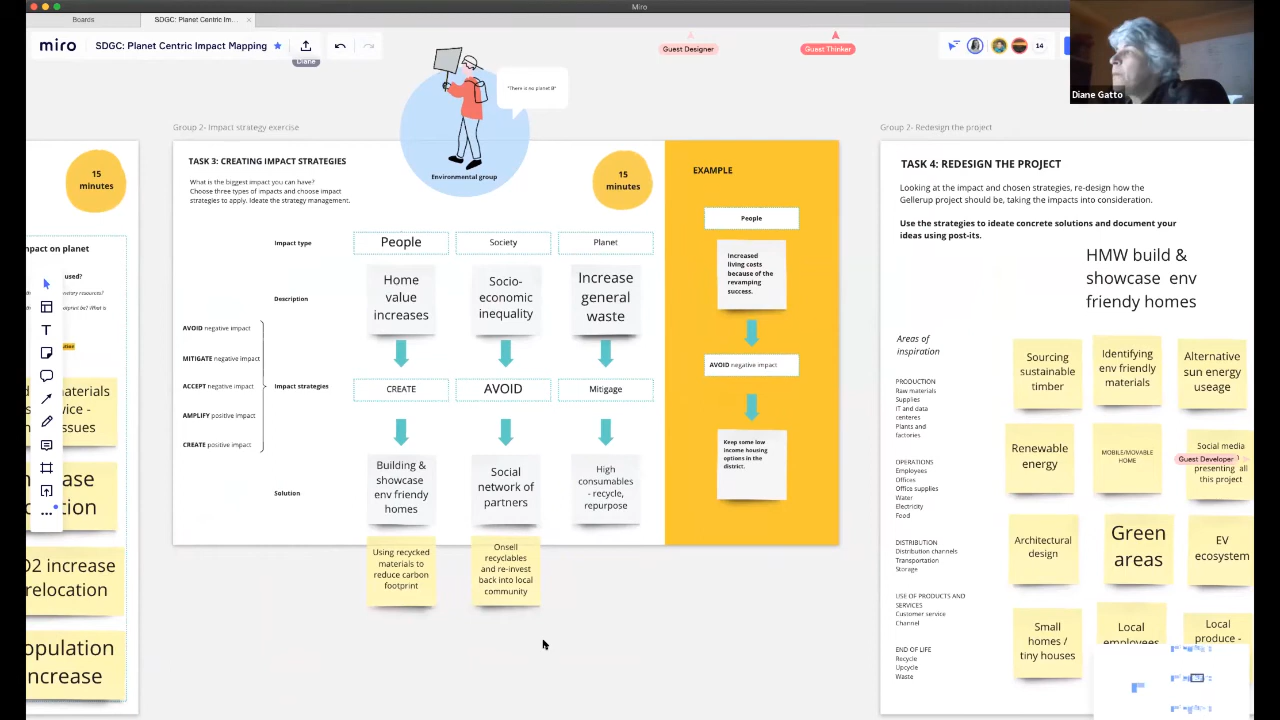 Miro
Boards
SDGC: Planet Centric Im...
miro
SDGC: Planet Centric Impact Mapping
Diane
Guest Designer
Guest Thinker
14
Diane Gatto
"There is no planet B"
Environmental group
Group 2- Impact strategy exercise
Group 2- Redesign the project
15
minutes
mpact on planet
used?
aterials
vice -
issues
ase
tion
O2 increase
relocation
opulation
increase
TASK 3: CREATING IMPACT STRATEGIES
What is the biggest impact you can have?
Choose three types of impacts and choose impact
strategies to apply. Ideate the strategy management.
15
minutes
Impact type
People
Society
Planet
Description
Home
value
increases
Socio-
economic
inequality
Increase
general
waste
AVOID negative impact
MITIGATE negative impact
ACCEPT negative impact
AMPLIFY positive impact
CREATE positive impact
Impact strategies
CREATE
AVOID
Mitigage
Solution
Building &
showcase
env friendy
homes
Social
network of
partners
High
consumables
- recycle,
repurpose
Using recycked
materials to
reduce carbon
footprint
Onsell
recyclables
and re-invest
back into local
community
EXAMPLE
People
Increased
living costs
because of the
revamping
success.
AVOID negative impact
Keep some low
income housing
options in the
district.
TASK 4: REDESIGN THE PROJECT
Looking at the impact and chosen strategies, re-design how the
Gellerup project should be, taking the impacts into consideration.
Use the strategies to ideate concrete solutions and document your
ideas using post-its.
HMW build &
showcase env
friendy homes
Areas of
inspiration
PRODUCTION
Raw materials
Supplies
IT and data
centeres
Plants and
factories
OPERATIONS
Employees
Offices
Office supplies
Water
Electricity
Food
DISTRIBUTION
Distribution channels
Transportation
Storage
USE OF PRODUCTS AND
SERVICES
Customer service
Channel
END OF LIFE
Recycle
Upcycle
Waste
Sourcing
sustainable
timber
Identifying
env friendly
materials
Alternative
sun energy
useage
Renewable
energy
MOBILE/MOVABLE
HOME
Social media
Guest Developer
presenting all
this project
Architectural
design
Green
areas
EV
ecosystem
Small
homes /
tiny houses
Local
employees
Local
produce -